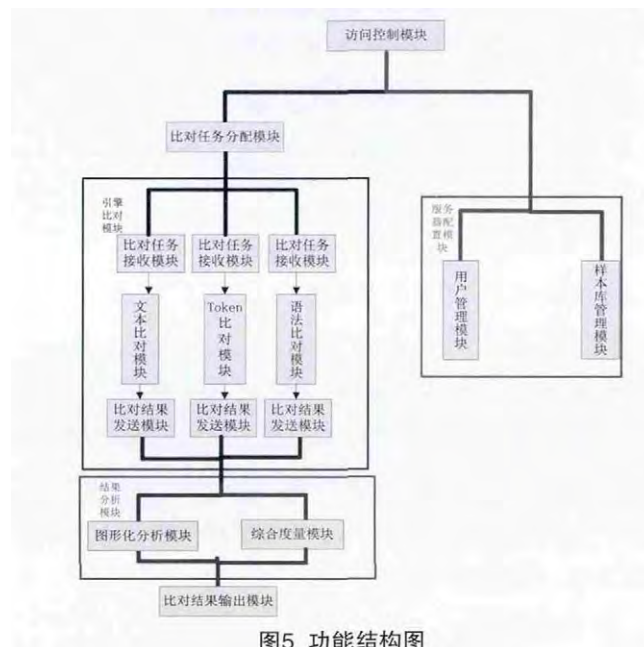 访问控制模块
比对任务分配模块
引擎
比对
模块
服务
器配
置模
块
比对任务
接收模块
比对任务
接收模块
比对任务
接收模块
文本比对模块
Token
比对模块
语法比对模块
用户管理模块
样本库管理模块
比对结果
发送模块
比对结果
发送模块
比对结果
发送模块
结果
分析
模块
图形化分析模块
综合度量模块
比对结果输出模块
图5 功能结构图